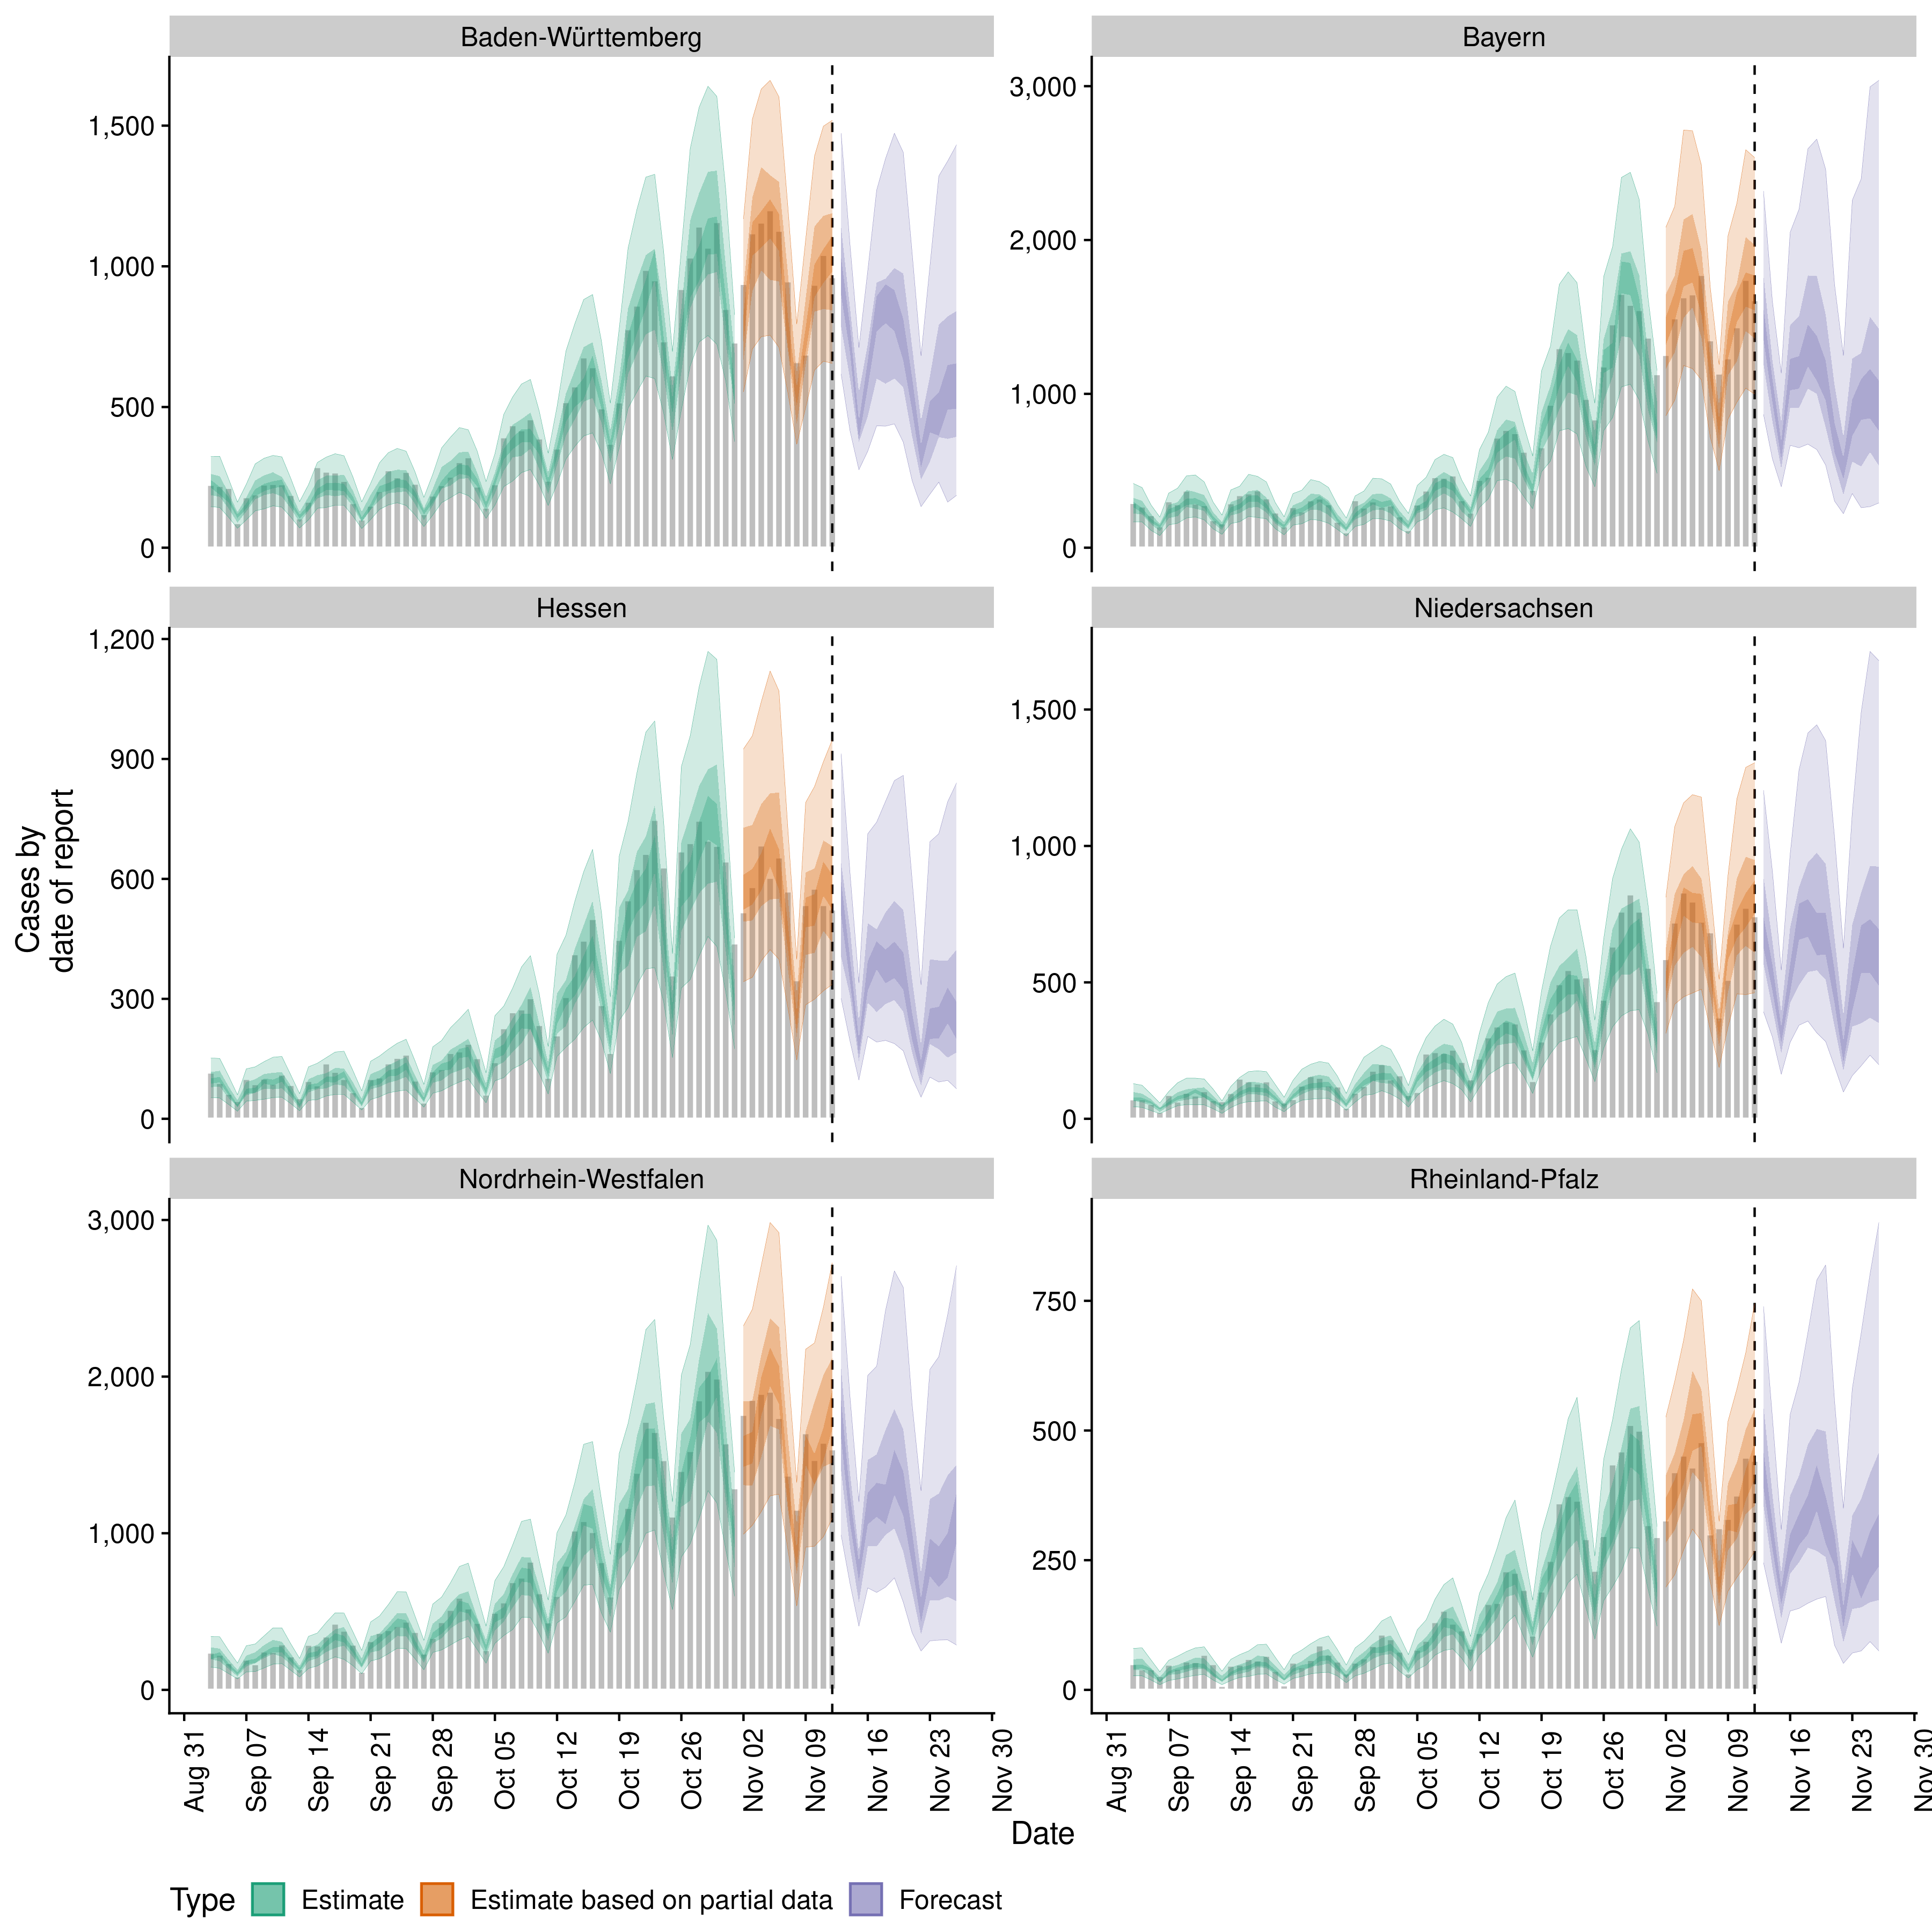 Baden-Württemberg
Bayern
1,500
1,000
500
0
3,000
2,000
1,000
0
Hessen
Niedersachsen
1,200
900
600
300
0
1,500
1,000
500
0
Cases by
date of report
Nordrhein-Westfalen
Rheinland-Pfalz
3,000
2,000
1,000
0
750
500
250
0
Aug 31
Sep 07
Sep 14
Sep 21
Sep 28
Oct 05
Oct 12
Oct 19
Oct 26
Nov 02
Nov 09
Nov 16
Nov 23
Nov 30
Aug 31
Sep 07
Sep 14
Sep 21
Sep 28
Oct 05
Oct 12
Oct 19
Oct 26
Nov 02
Nov 09
Nov 16
Nov 23
Nov 30
Date
Type Estimate Estimate based on partial data Forecast